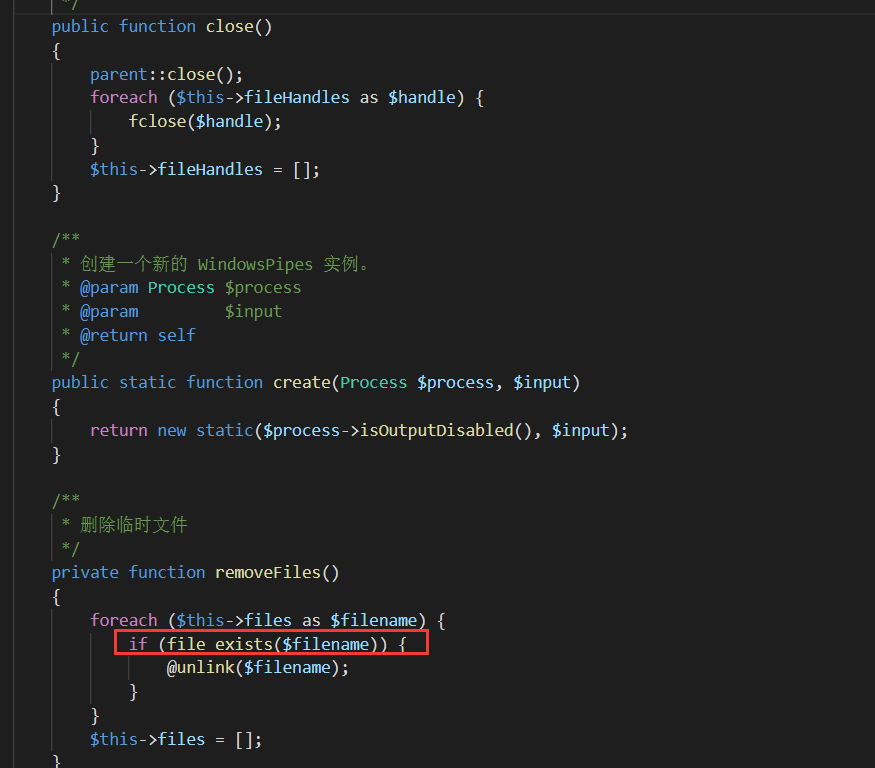 */
public function close()
{
parent::close();
foreach ($this->fileHandles as $handle) {
fclose($handle);
}
$this->fileHandles = [];
}
/**
* 创建一个新的 WindowsPipes 实例。
* @param Process $process
* @param $input
* @return self
*/
public static function create(Process $process, $input)
{
return new static($process->isOutputDisabled(), $input);
}
/**
* 删除临时文件
*/
private function removeFiles()
{
foreach ($this->files as $filename) {
if (file_exists($filename)) {
@unlink($filename);
}
}
$this->files = [];
}